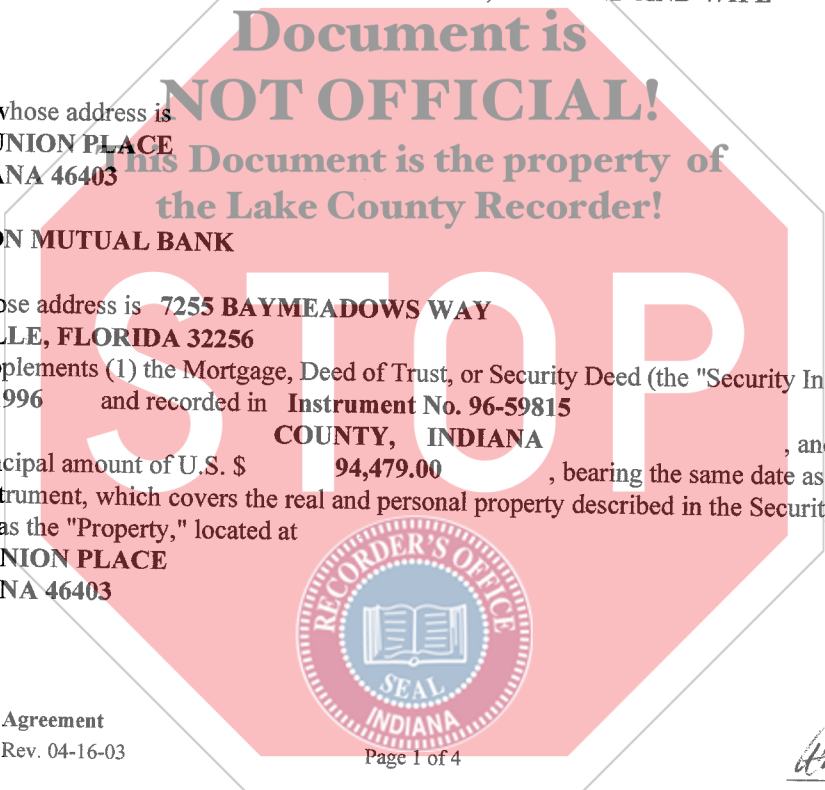 Document is
NOT OFFICIAL!
whose address is
UNION PLACE
This Document is the property of
ANA 46403
the Lake County Recorder!
ON MUTUAL BANK
ose address is 7255 BAYMEADOWS WAY
LLE, FLORIDA 32256
plements (1) the Mortgage, Deed of Trust, or Security Deed (the "Security In
996 and recorded in Instrument No. 96-59815
COUNTY, INDIANA , and
ncipal amount of U.S. $ 94,479.00 , bearing the same date as
trument, which covers the real and personal property described in the Securit
as the "Property," located at
NION PLACE
NA 46403
STOP
RECORDER'S OFFICE
SEAL
INDIANA
Agreement
Rev. 04-16-03
Page 1 of 4